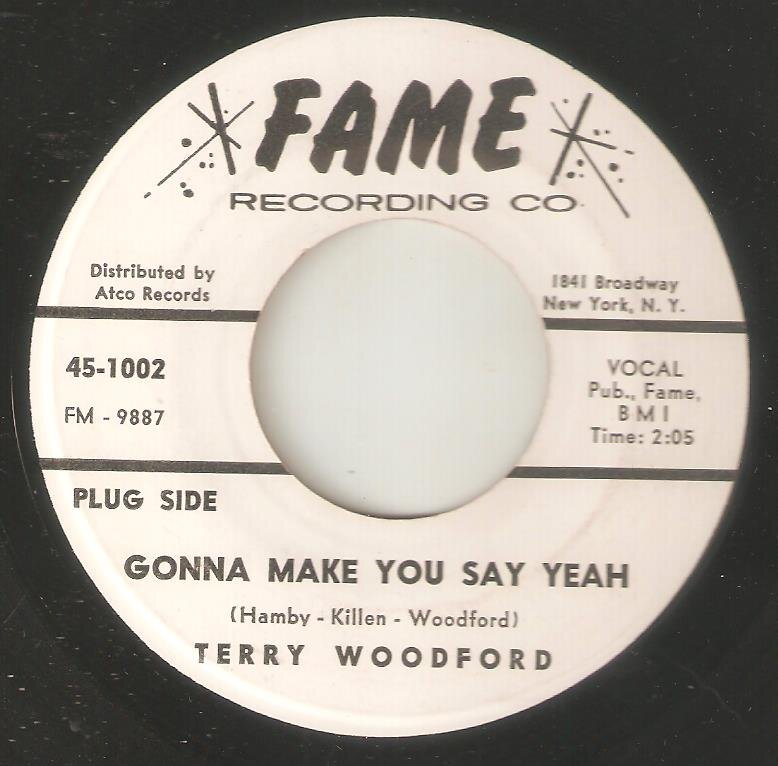 FAME
RECORDING CO.
Distributed by
Atco Records
1841 Broadway
New York, N. Y.
45-1002
FM - 9887
VOCAL
Pub., Fame,
B M I
Time: 2:05
PLUG SIDE
GONNA MAKE YOU SAY YEAH
(Hamby - Killen - Woodford)
TERRY WOODFORD